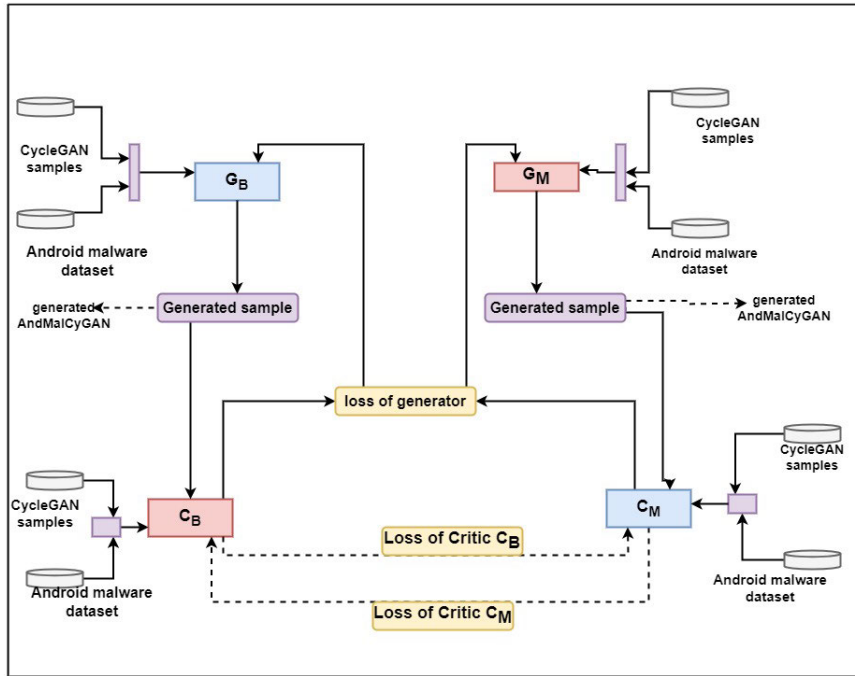 CycleGAN
samples
Android malware
dataset
G_B
Generated sample
generated
AndMalCyGAN
CycleGAN
samples
Android malware
dataset
G_M
Generated sample
generated
AndMalCyGAN
loss of generator
CycleGAN
samples
Android malware
dataset
C_B
Loss of Critic C_B
Loss of Critic C_M
C_M
CycleGAN
samples
Android malware
dataset